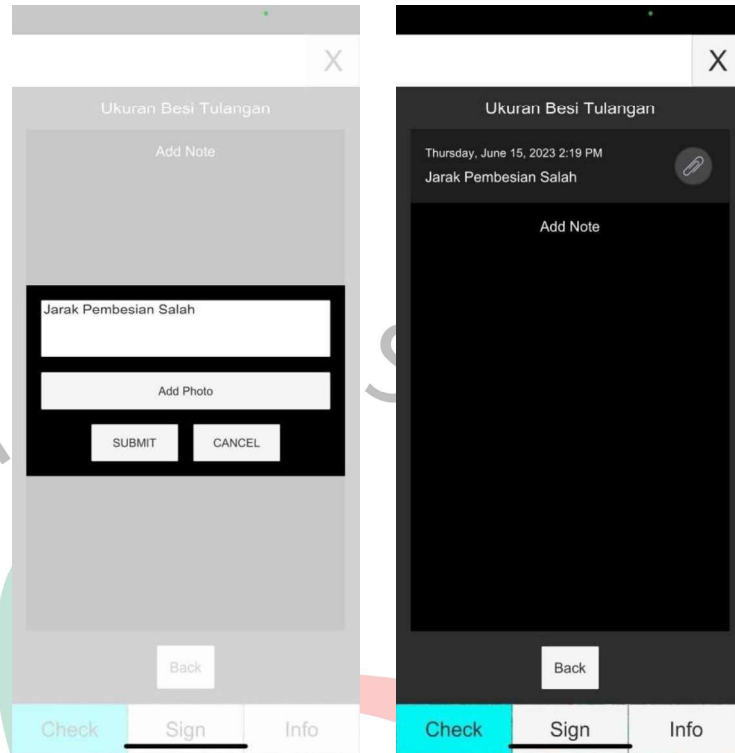 X
Ukuran Besi Tulangan
Add Note
Jarak Pembesian Salah
Add Photo
SUBMIT CANCEL
Back
Check Sign Info
X
Ukuran Besi Tulangan
Thursday, June 15, 2023 2:19 PM
Jarak Pembesian Salah
Add Note
Back
Check Sign Info